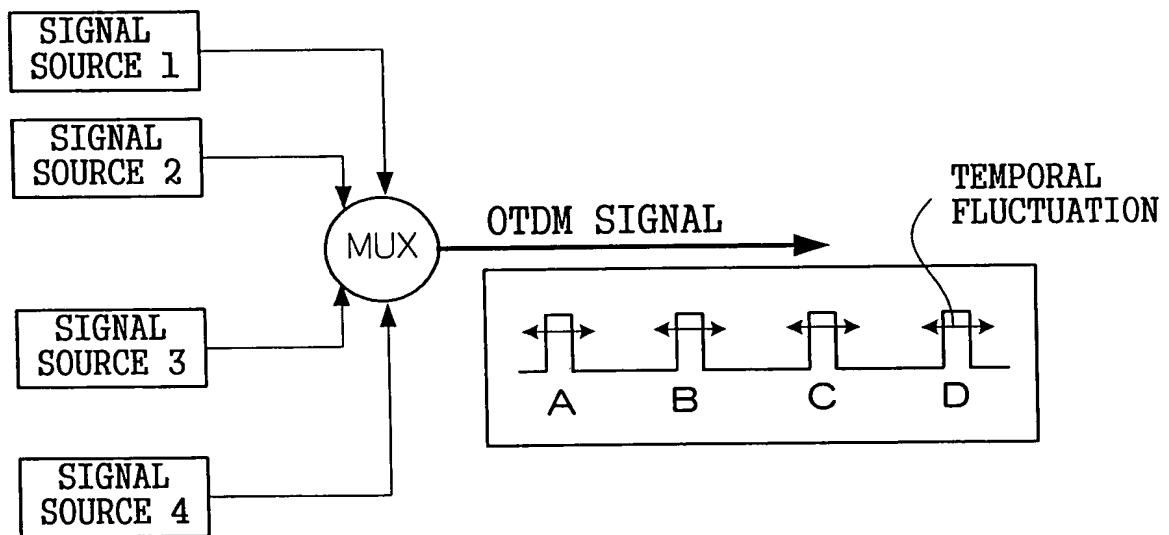 SIGNAL
SOURCE 1
SIGNAL
SOURCE 2
MUX
OTDM SIGNAL
TEMPORAL
FLUCTUATION
A B C D
SIGNAL
SOURCE 3
SIGNAL
SOURCE 4